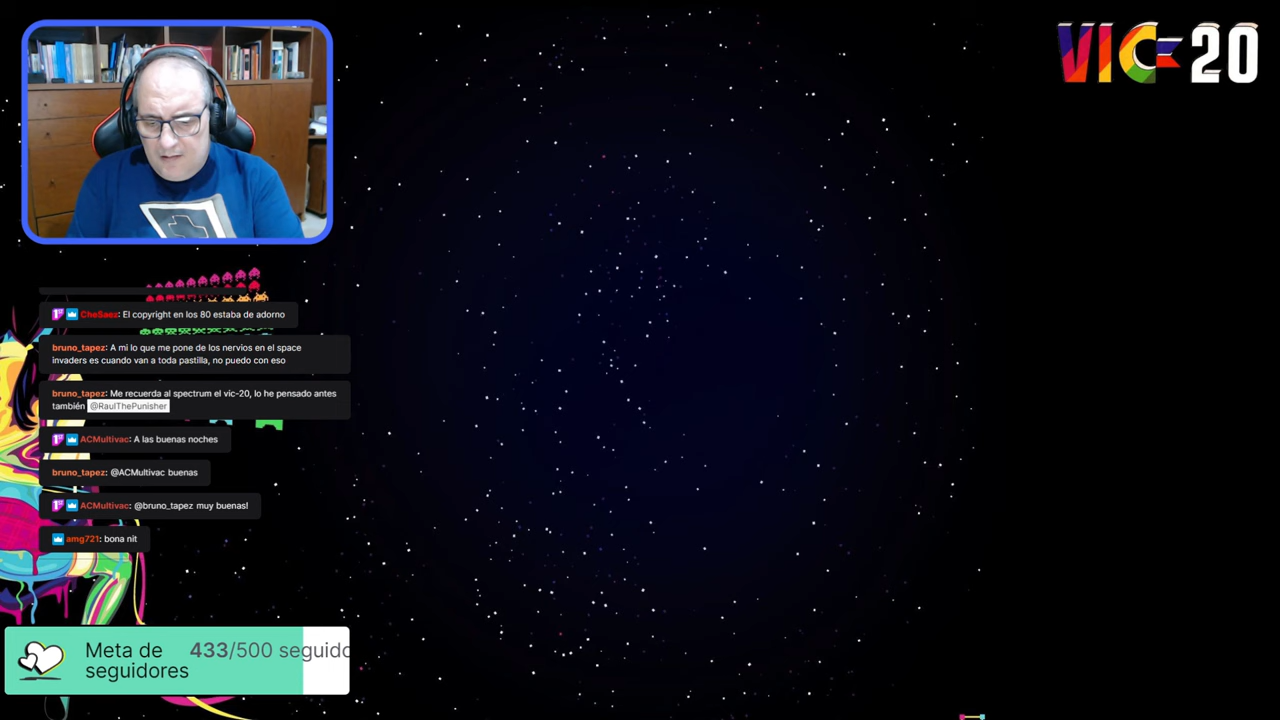 VIC-20
CheBaez: El copyright en los 80 estaba de adorno
bruno_tapez: A mi lo que me pone de los nervios en el space
invaders es cuando van a toda pastilla, no puedo con eso
bruno_tapez: Me recuerda al spectrum el vic-20, lo he pensado antes
también @RaulThePunisher
ACMultivac: A las buenas noches
bruno_tapez: @ACMultivac buenas
ACMultivac: @bruno_tapez muy buenas!
amg721: bona nit
Meta de
seguidores
433/500 seguido